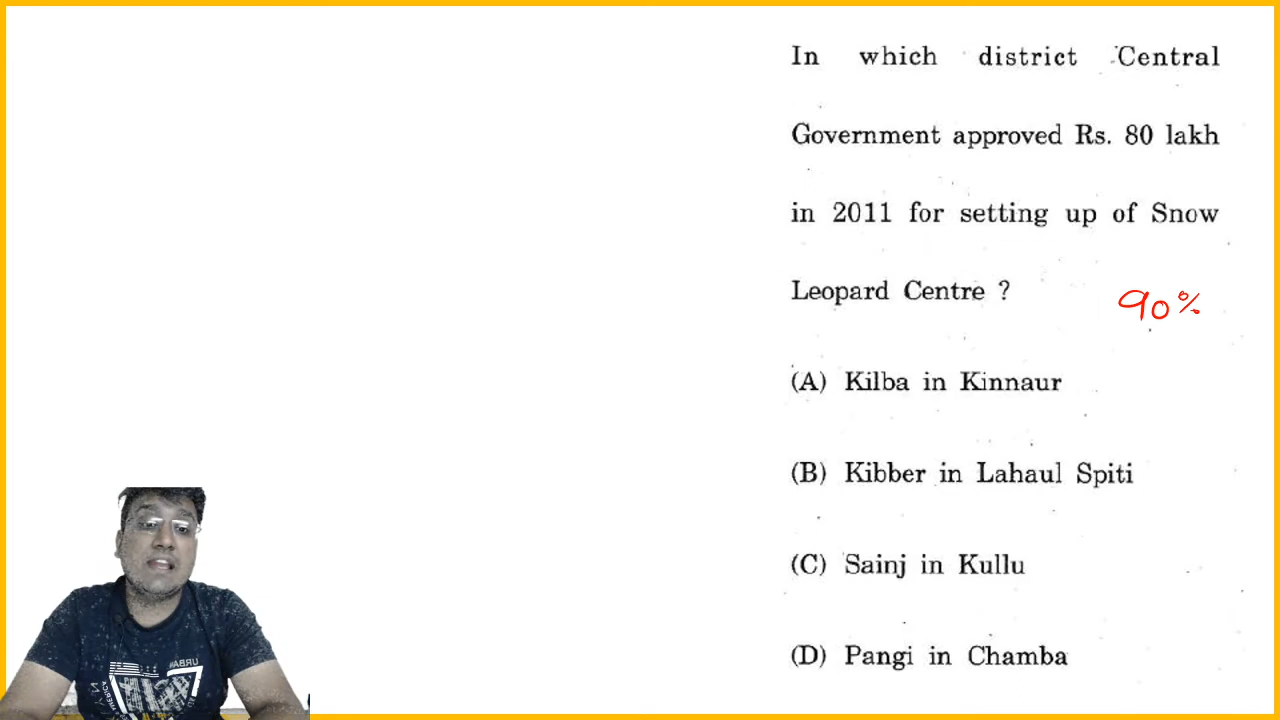 In which district Central
Government approved Rs. 80 lakh
in 2011 for setting up of Snow
Leopard Centre ?
90%
(A) Kilba in Kinnaur
(B) Kibber in Lahaul Spiti
(C) Sainj in Kullu
(D) Pangi in Chamba